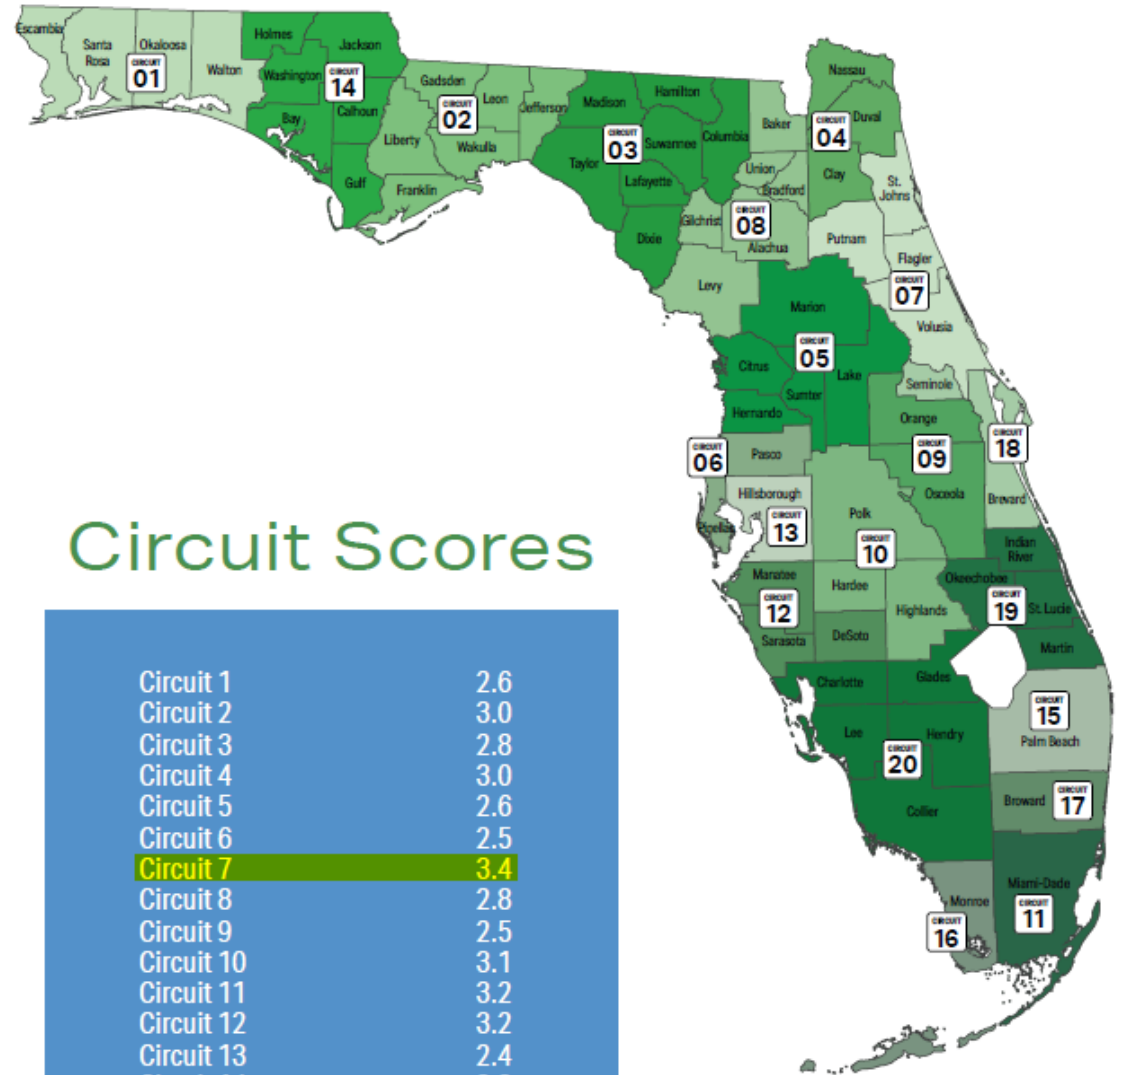 Escambia
Santa
Rosa
Okaloosa
CIRCUIT
01
Walton
Holmes
Jackson
Washington
CIRCUIT
14
Bay
Calhoun
Gulf
Gadsden
CIRCUIT
02
Leon
Jefferson
Liberty
Wakulla
Franklin
Madison
Hamilton
CIRCUIT
03
Suwannee
Columbia
Taylor
Lafayette
Dixie
Baker
Nassau
CIRCUIT
04
Duval
Clay
Union
Bradford
Gilchrist
CIRCUIT
08
Alachua
Levy
St.
Johns
Putnam
Flagler
CIRCUIT
07
Volusia
Marion
CIRCUIT
05
Citrus
Lake
Sumter
Hernando
Seminole
Orange
CIRCUIT
09
Osceola
CIRCUIT
18
Brevard
CIRCUIT
06
Pasco
Pinellas
Hillsborough
CIRCUIT
13
Polk
CIRCUIT
10
Hardee
Highlands
Manatee
CIRCUIT
12
Sarasota
DeSoto
Indian
River
Okeechobee
CIRCUIT
19
St. Lucie
Martin
Charlotte
Glades
Lee
Hendry
CIRCUIT
20
Collier
CIRCUIT
15
Palm Beach
Broward
CIRCUIT
17
Miami-Dade
CIRCUIT
11
Monroe
CIRCUIT
16
Circuit Scores
Circuit 1 2.6
Circuit 2 3.0
Circuit 3 2.8
Circuit 4 3.0
Circuit 5 2.6
Circuit 6 2.5
Circuit 7 3.4
Circuit 8 2.8
Circuit 9 2.5
Circuit 10 3.1
Circuit 11 3.2
Circuit 12 3.2
Circuit 13 2.4